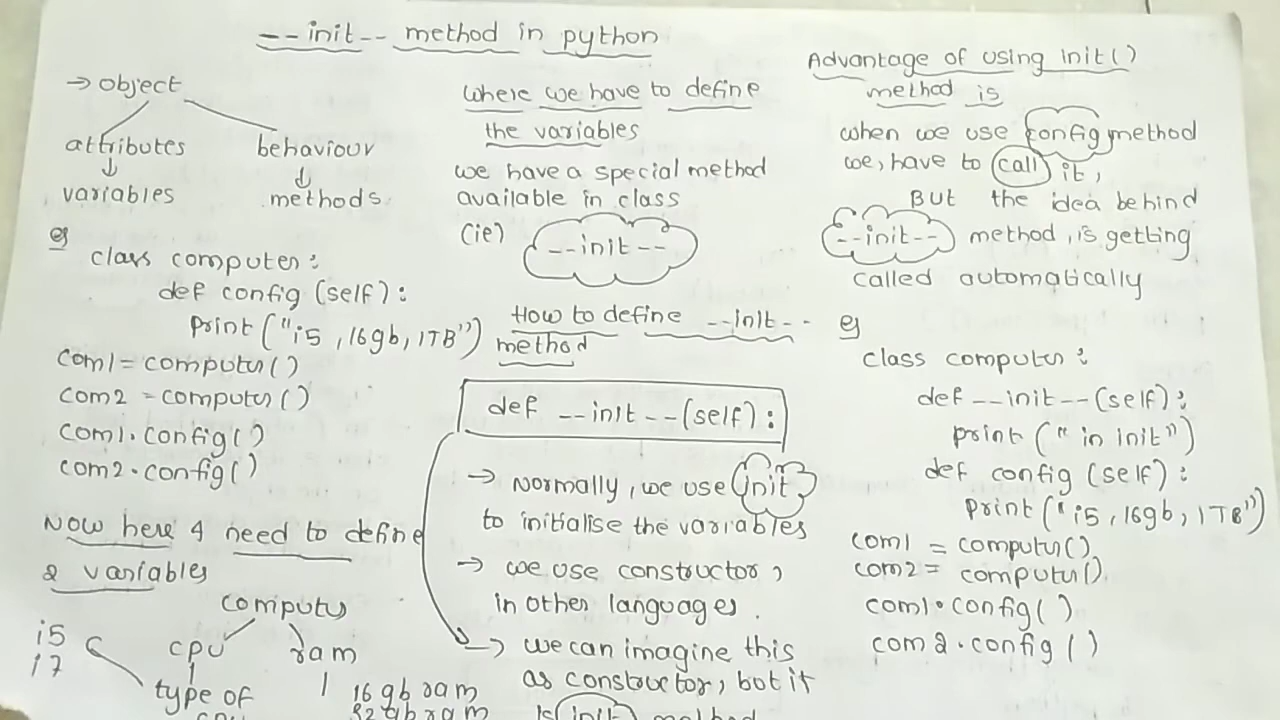 --init-- method in python
→ object
attributes behaviour
↓ ↓
variables methods.
eg
class computer:
def config (self):
print ("i5, 16gb, 1TB")
com1 = computer()
com2 = computer()
com1.config()
com2.config()
Now here I need to define
2 variables
computer
i5 cpu ram
i7
type of 16 gb ram
cpu 32 gb ram
where we have to define
the variables
we have a special method
available in class
(ie) --init--
How to define --init--
method
def --init--(self):
→ Normally, we use init
to initialise the variables
→ we use constructor,
in other languages.
→ we can imagine this
as constructor, but it
is init method
Advantage of using init()
method is
when we use config method
we, have to call it,
But the idea behind
--init-- method, is getting
called automatically
eg
class computer:
def --init--(self):
print ("in init")
def config (self):
print ("i5, 16gb, 1TB")
com1 = computer()
com2 = computer().
com1.config()
com2.config()